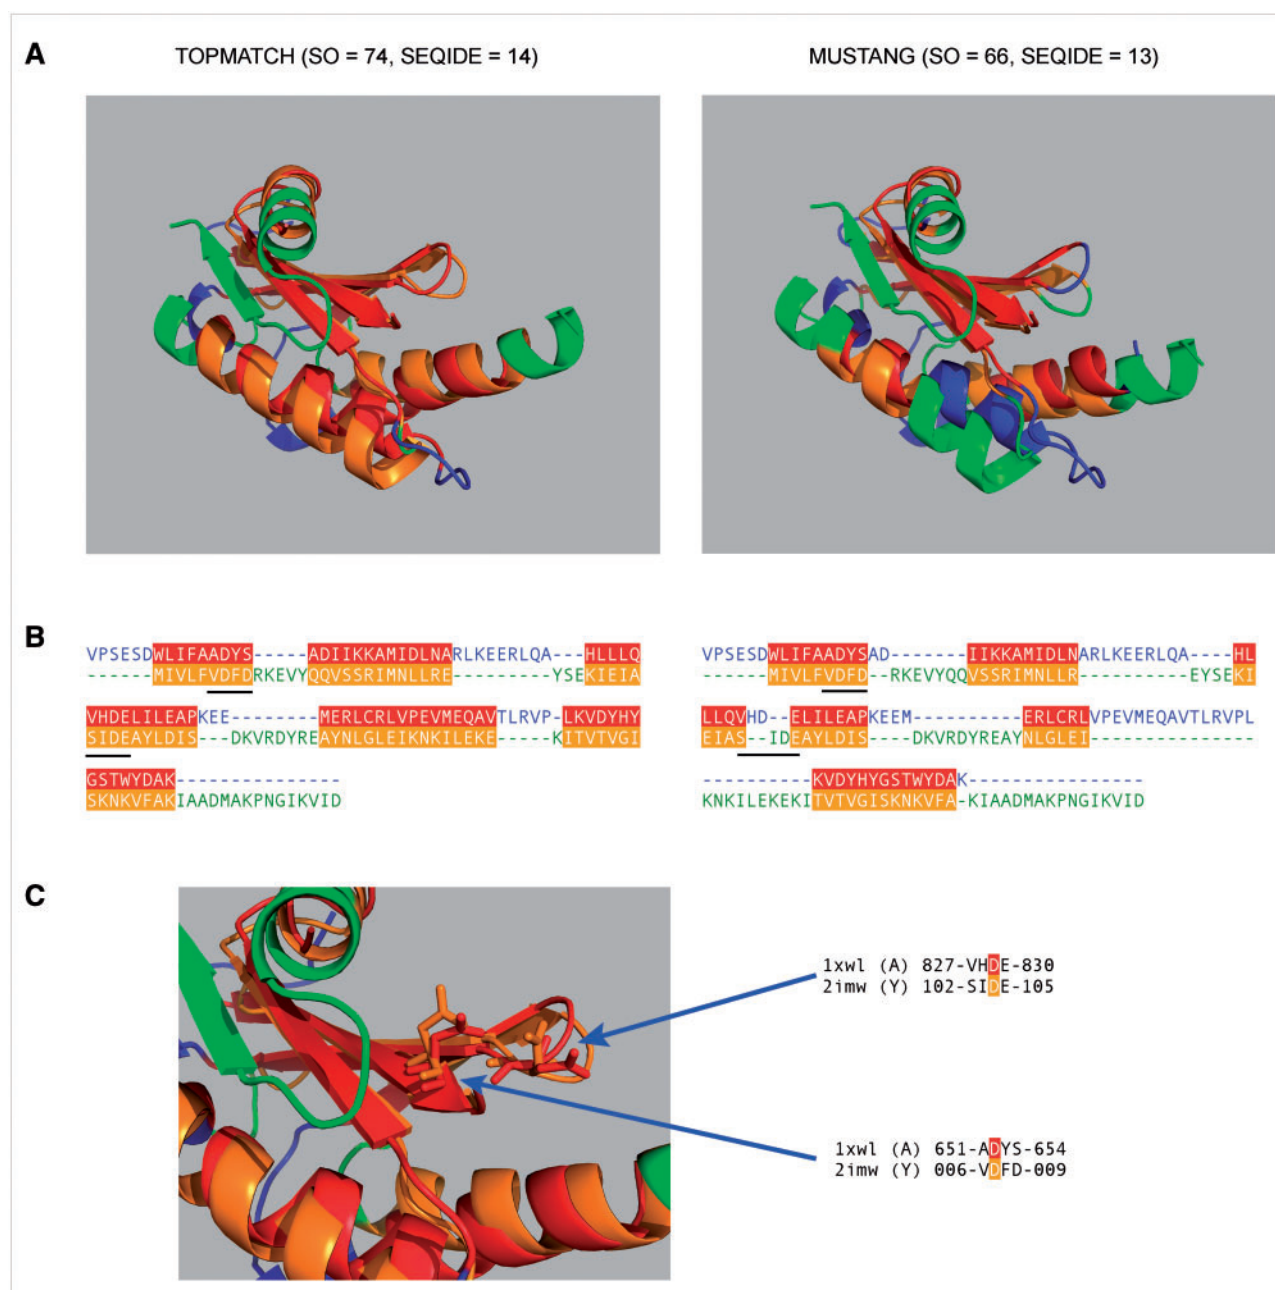 A
TOPMATCH (SO = 74, SEQIDE = 14)
MUSTANG (SO = 66, SEQIDE = 13)
B
VPSESDWLIFAADYS-----ADIIKKAMIDLNARLKEERLQA---HLLLQ
------MIVLFVDFDRKEVYQQVSSRIMNLLRE---------YSEKIEIA
VHDELILEAPKEE--------MERLCRLVPEVMEQAVTLRVP-LKVDYHY
SIDEAYLDIS---DKVRDYREAYNLGLEIKNKILEKE-----KITVTVGI
GSTWYDAK---------------
SKNKVFAKIAADMAKPNGIKVID
VPSESDWLIFAADYSAD-------IIKKAMIDLNARLKEERLQA----HL
------MIVLFVDFD--RKEVYQQVSSRIMNLLR----------EYSEKI
LLQVHD--ELILEAPKEEM----------ERLCRLVPEVMEQAVTLRVPL
EIAS--IDEAYLDIS----DKVRDYREAYNLGLEI---------------
----------KVDYHYGSTWYDAK----------------
KNKILEKEKITVTVGISKNKVFA-KIAADMAKPNGIKVID
C
1xwl (A) 827-VHDE-830
2imw (Y) 102-SIDE-105
1xwl (A) 651-ADYS-654
2imw (Y) 006-VDFD-009